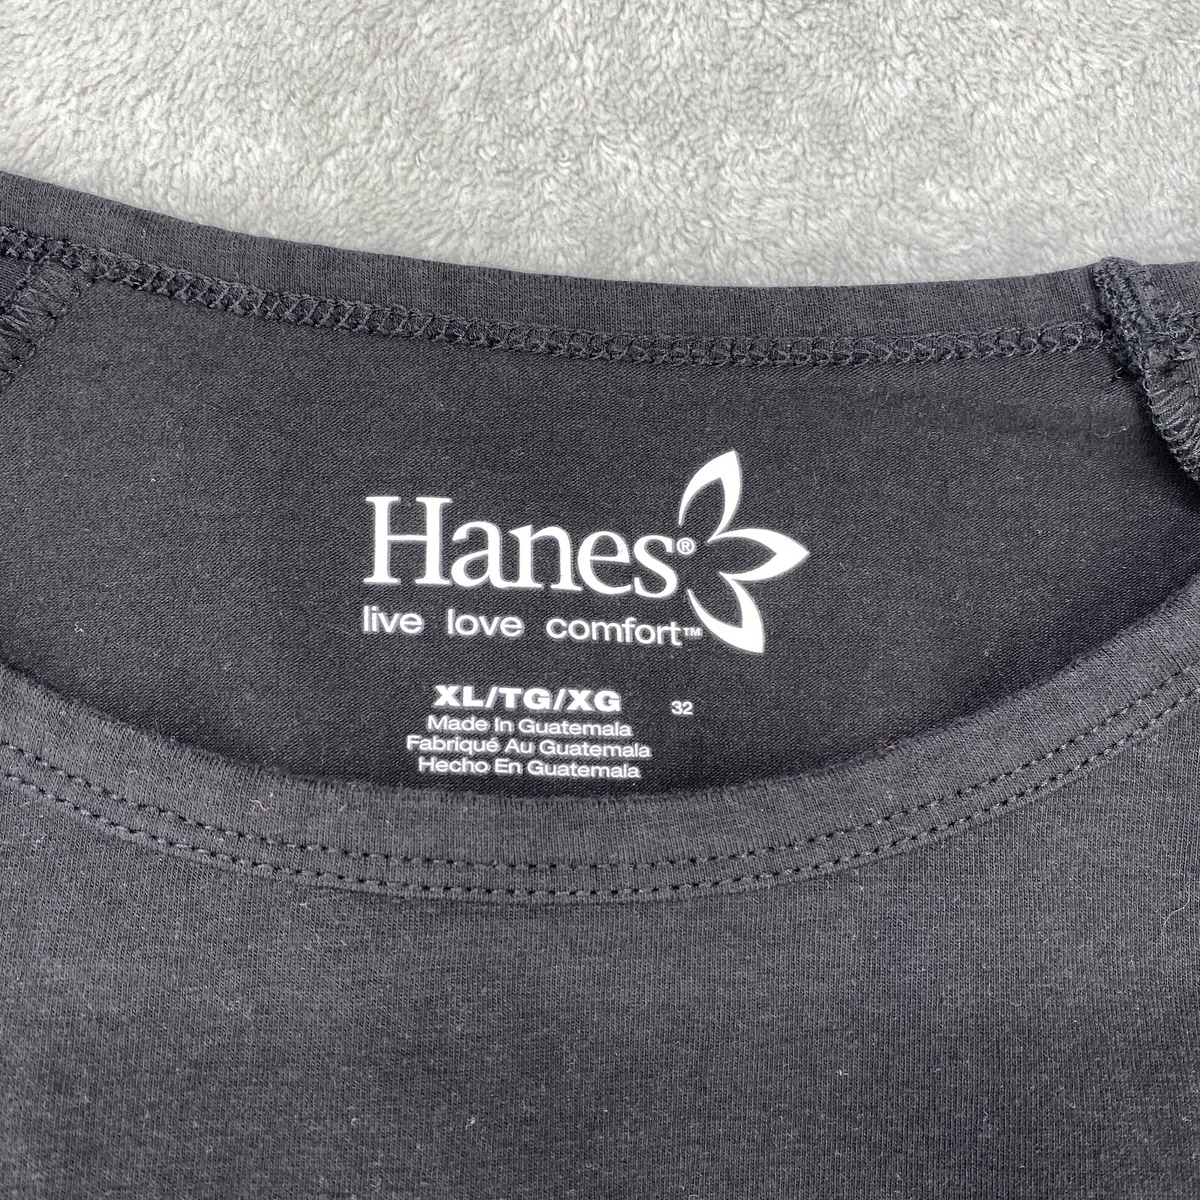 Hanes®
live love comfort™
XL/TG/XG 32
Made In Guatemala
Fabriqué Au Guatemala
Hecho En Guatemala